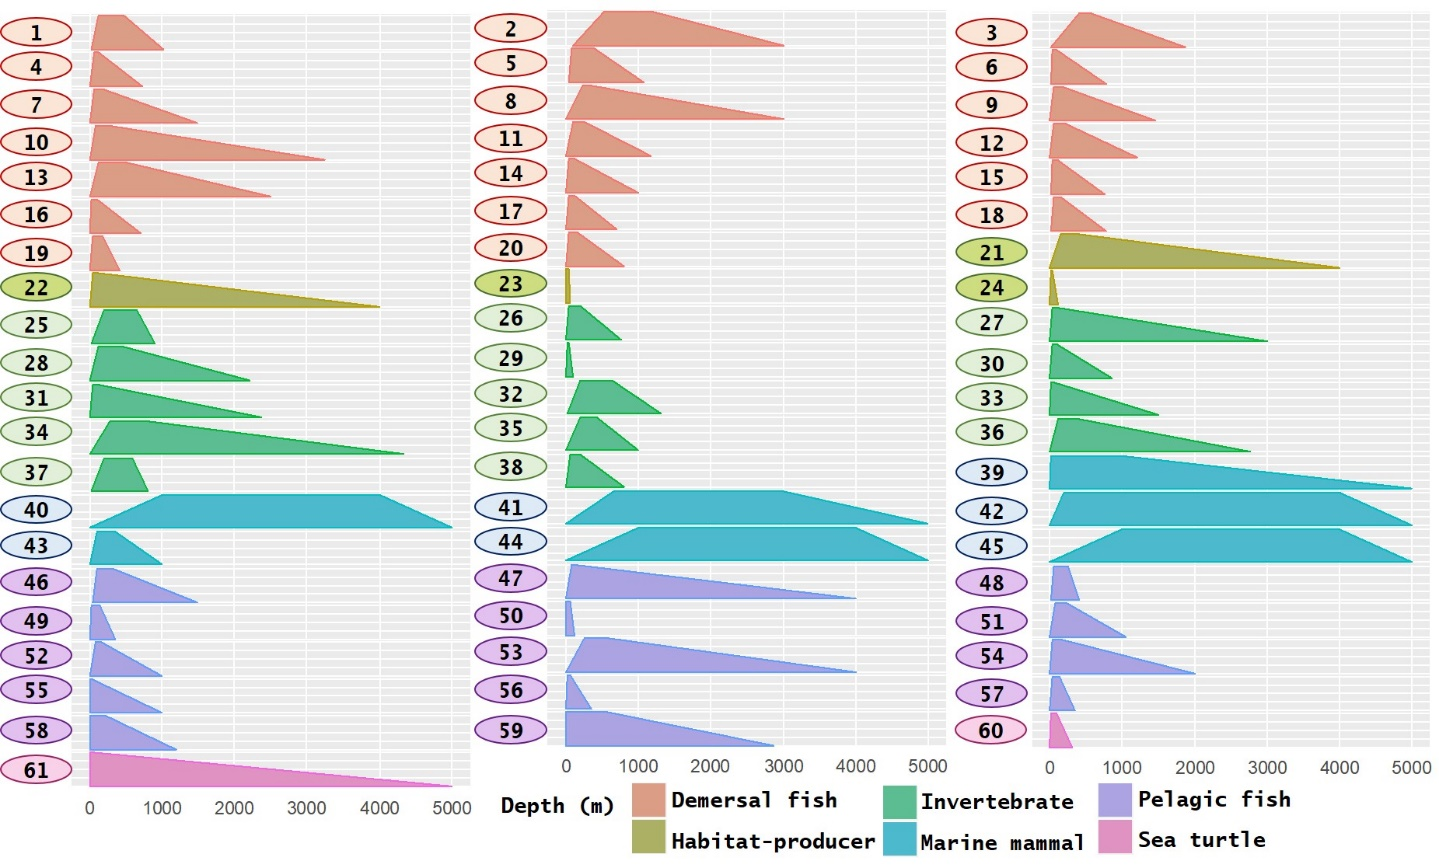 1 2 3
4 5 6
7 8 9
10 11 12
13 14 15
16 17 18
19 20 21
22 23 24
25 26 27
28 29 30
31 32 33
34 35 36
37 38 39
40 41 42
43 44 45
46 47 48
49 50 51
52 53 54
55 56 57
58 59 60
61
0 1000 2000 3000 4000 5000
0 1000 2000 3000 4000 5000
0 1000 2000 3000 4000 5000
Depth (m) Demersal fish Invertebrate Pelagic fish
Habitat-producer Marine mammal Sea turtle